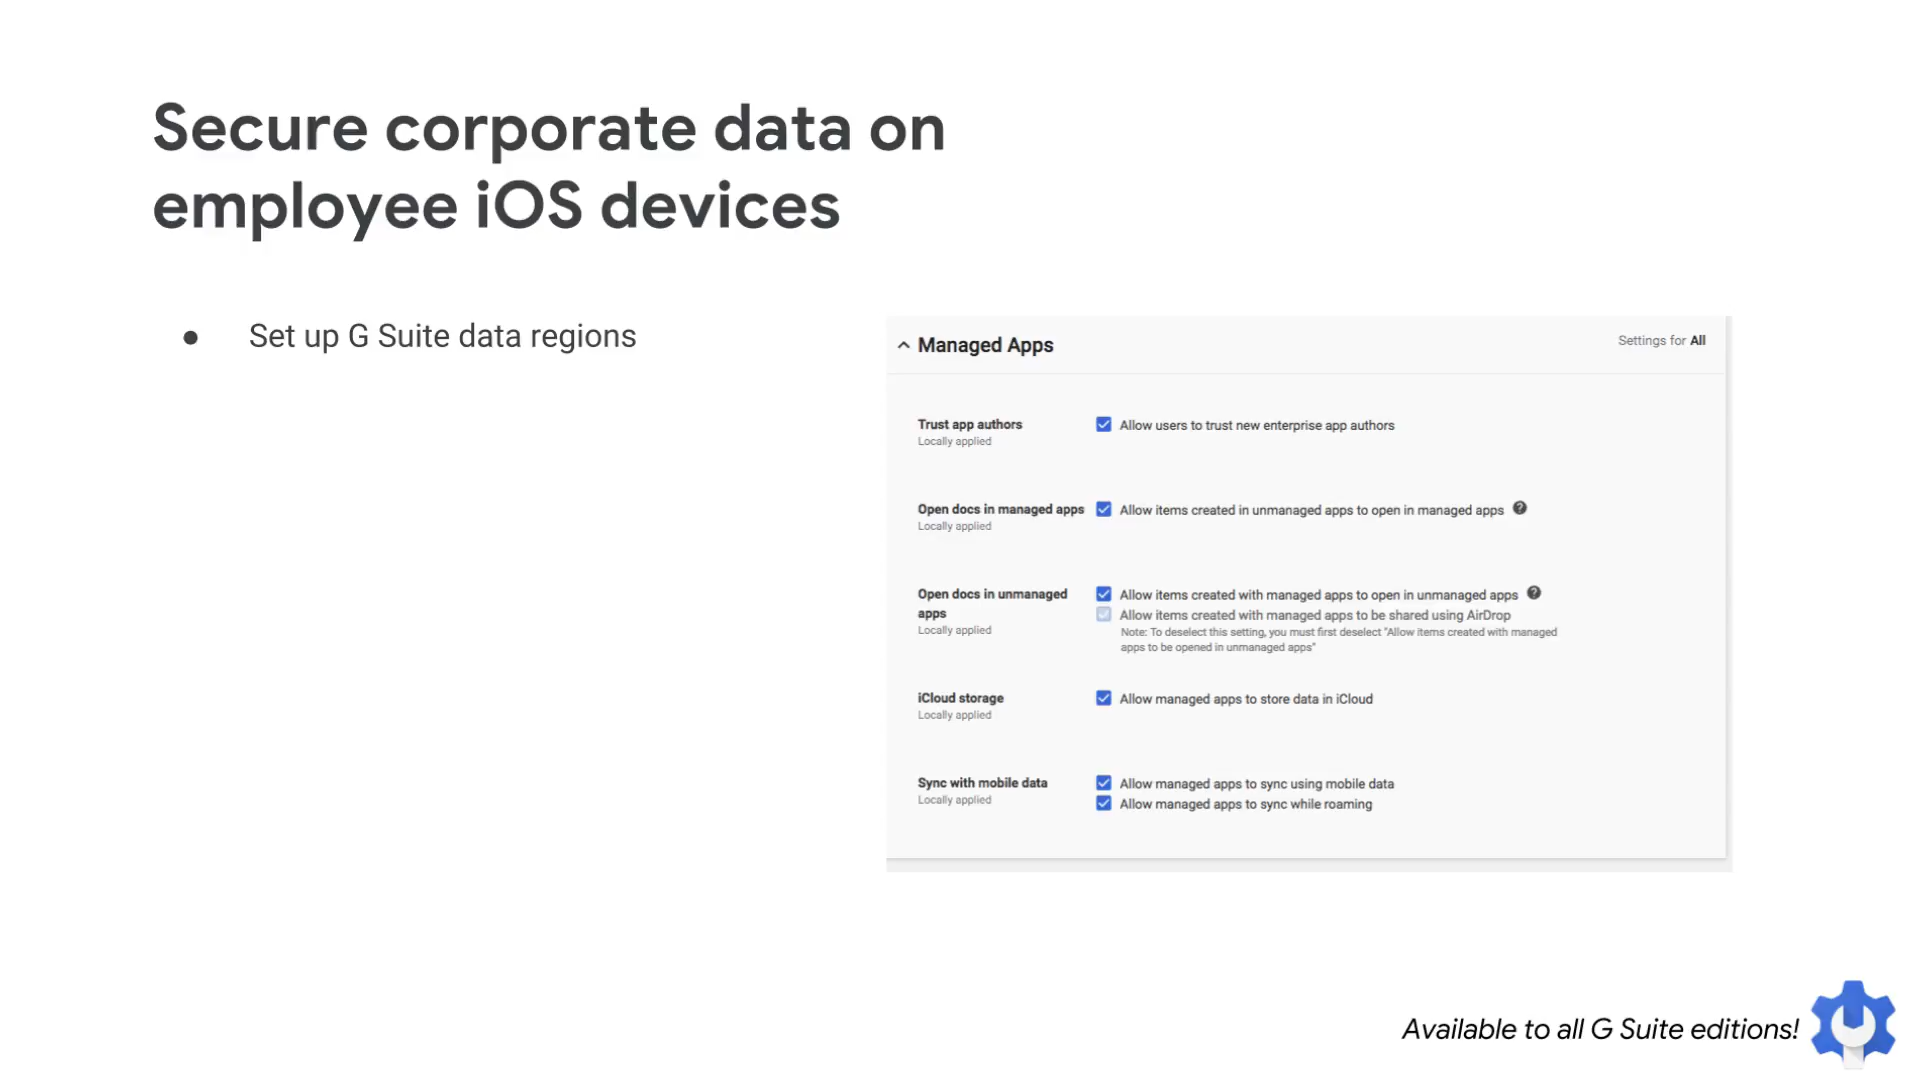 Secure corporate data on
employee iOS devices
● Set up G Suite data regions
Managed Apps
Settings for All
Trust app authors
Locally applied
Allow users to trust new enterprise app authors
Open docs in managed apps
Locally applied
Allow items created in unmanaged apps to open in managed apps
Open docs in unmanaged
apps
Locally applied
Allow items created with managed apps to open in unmanaged apps
Allow items created with managed apps to be shared using AirDrop
Note: To deselect this setting, you must first deselect "Allow items created with managed
apps to be opened in unmanaged apps"
iCloud storage
Locally applied
Allow managed apps to store data in iCloud
Sync with mobile data
Locally applied
Allow managed apps to sync using mobile data
Allow managed apps to sync while roaming
Available to all G Suite editions!